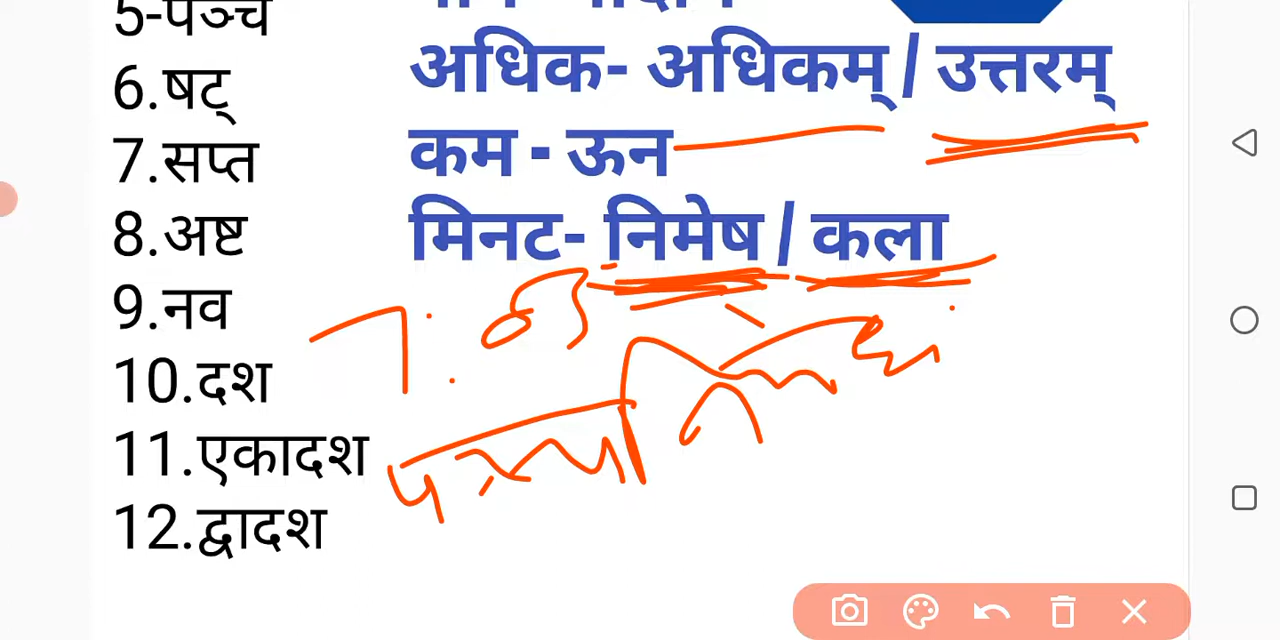 5-पञ्च
6.षट्
7.सप्त
8.अष्ट
9.नव
10.दश
11.एकादश
12.द्वादश
अधिक- अधिकम् / उत्तरम्
कम - ऊन
मिनट- निमेष / कला